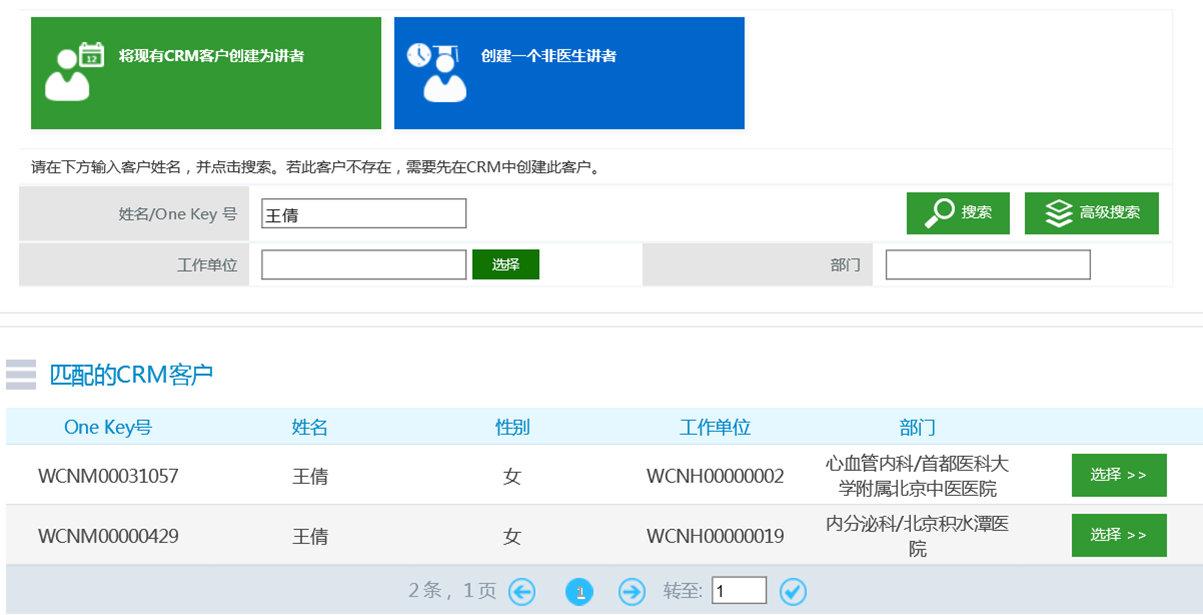 12
将现有CRM客户创建为讲者
创建一个非医生讲者
请在下方输入客户姓名，并点击搜索。若此客户不存在，需要先在CRM中创建此客户。
姓名/One Key 号
王倩
搜索
高级搜索
工作单位
选择
部门
匹配的CRM客户
One Key号 姓名 性别 工作单位 部门
WCNM00031057 王倩 女 WCNH00000002 心血管内科/首都医科大
学附属北京中医医院
选择 >>
WCNM00000429 王倩 女 WCNH00000019 内分泌科/北京积水潭医
院
选择 >>
2条，1页 1 转至: 1